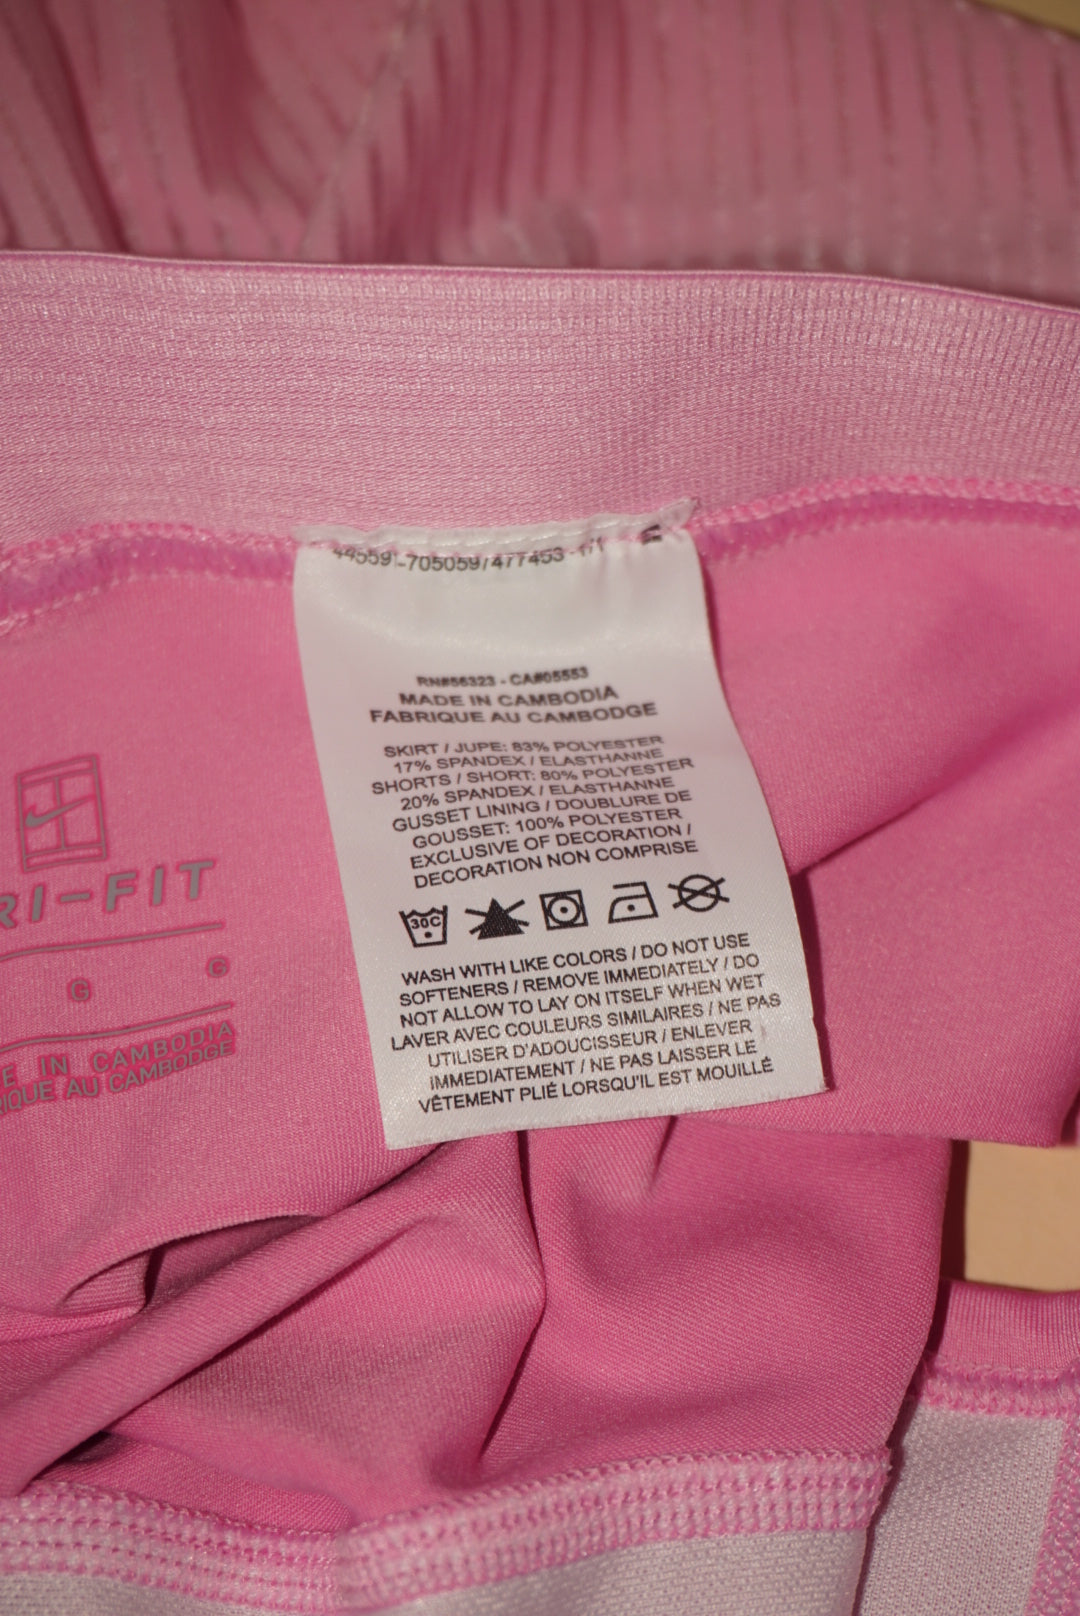 RN#56323 - CA#05553
MADE IN CAMBODIA
FABRIQUE AU CAMBODGE
SKIRT / JUPE: 83% POLYESTER
17% SPANDEX / ELASTHANNE
SHORTS / SHORT: 80% POLYESTER
20% SPANDEX / ELASTHANNE
GUSSET LINING / DOUBLURE DE
GOUSSET: 100% POLYESTER
EXCLUSIVE OF DECORATION /
DECORATION NON COMPRISE
30C
WASH WITH LIKE COLORS / DO NOT USE
SOFTENERS / REMOVE IMMEDIATELY / DO
NOT ALLOW TO LAY ON ITSELF WHEN WET
LAVER AVEC COULEURS SIMILAIRES / NE PAS
UTILISER D'ADOUCISSEUR / ENLEVER
IMMEDIATEMENT / NE PAS LAISSER LE
VÊTEMENT PLIÉ LORSQU'IL EST MOUILLÉ
RI-FIT
G G
E IN CAMBODIA
RIQUE AU CAMBODGE